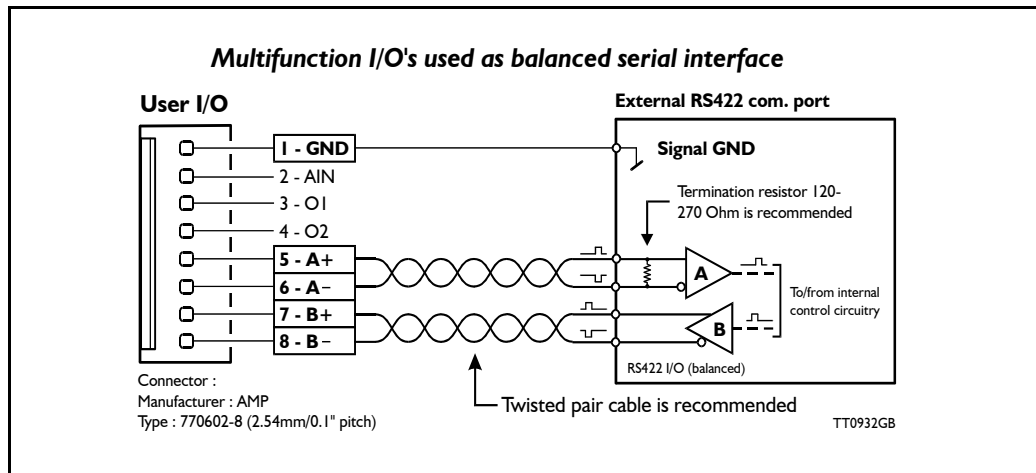 Multifunction I/O's used as balanced serial interface
User I/O
External RS422 com. port
1 - GND
Signal GND
2 - AIN
3 - O1
4 - O2
5 - A+
6 - A–
7 - B+
8 - B–
Termination resistor 120-
270 Ohm is recommended
A
B
To/from internal
control circuitry
RS422 I/O (balanced)
Connector :
Manufacturer : AMP
Type : 770602-8 (2.54mm/0.1" pitch)
Twisted pair cable is recommended
TT0932GB